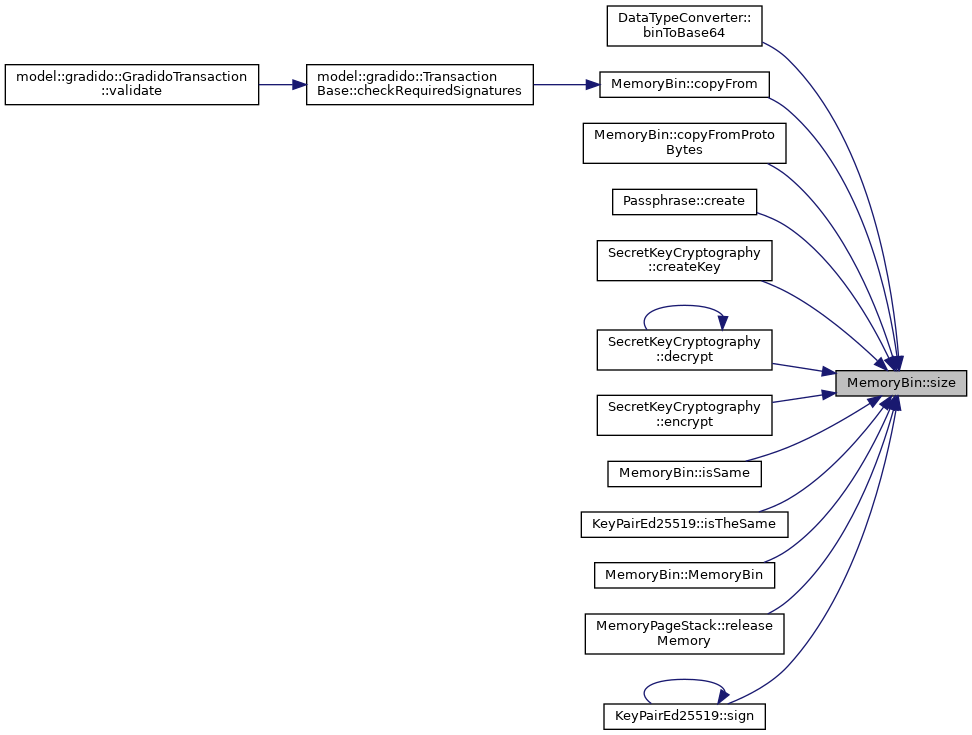 DataTypeConverter::
binToBase64
model::gradido::GradidoTransaction
::validate
model::gradido::Transaction
Base::checkRequiredSignatures
MemoryBin::copyFrom
MemoryBin::copyFromProto
Bytes
Passphrase::create
SecretKeyCryptography
::createKey
SecretKeyCryptography
::decrypt
MemoryBin::size
SecretKeyCryptography
::encrypt
MemoryBin::isSame
KeyPairEd25519::isTheSame
MemoryBin::MemoryBin
MemoryPageStack::release
Memory
KeyPairEd25519::sign